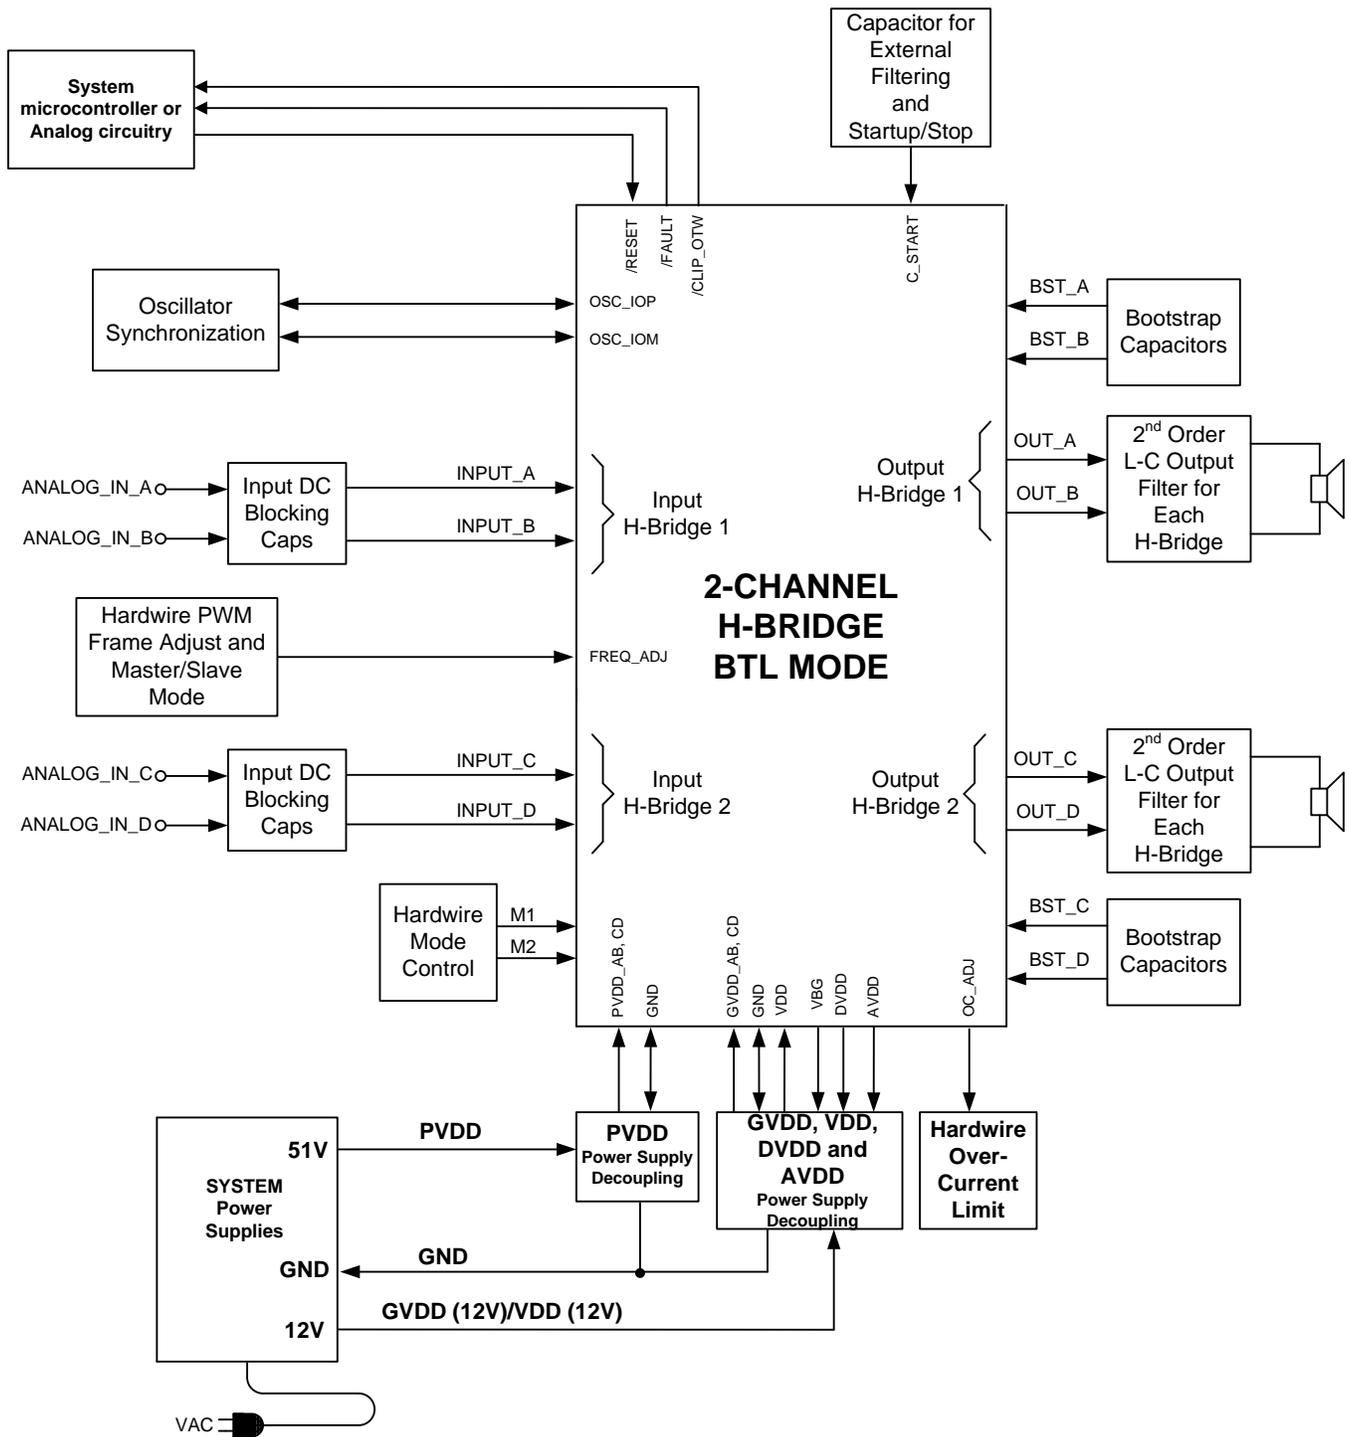 Capacitor for
External
Filtering
and
Startup/Stop
System
microcontroller or
Analog circuitry
/RESET
/FAULT
/CLIP_OTW
C_START
Oscillator
Synchronization
OSC_IOP
OSC_IOM
BST_A
BST_B
Bootstrap
Capacitors
ANALOG_IN_A
ANALOG_IN_B
Input DC
Blocking
Caps
INPUT_A
INPUT_B
Input
H-Bridge 1
Output
H-Bridge 1
OUT_A
OUT_B
2nd Order
L-C Output
Filter for
Each
H-Bridge
2-CHANNEL
H-BRIDGE
BTL MODE
Hardwire PWM
Frame Adjust and
Master/Slave
Mode
FREQ_ADJ
ANALOG_IN_C
ANALOG_IN_D
Input DC
Blocking
Caps
INPUT_C
INPUT_D
Input
H-Bridge 2
Output
H-Bridge 2
OUT_C
OUT_D
2nd Order
L-C Output
Filter for
Each
H-Bridge
Hardwire
Mode
Control
M1
M2
BST_C
BST_D
Bootstrap
Capacitors
PVDD_AB, CD
GND
GVDD_AB, CD
GND
VDD
VBG
DVDD
AVDD
OC_ADJ
SYSTEM
Power
Supplies
51V
GND
12V
PVDD
GND
GVDD (12V)/VDD (12V)
PVDD
Power Supply
Decoupling
GVDD, VDD,
DVDD and
AVDD
Power Supply
Decoupling
Hardwire
Over-
Current
Limit
VAC